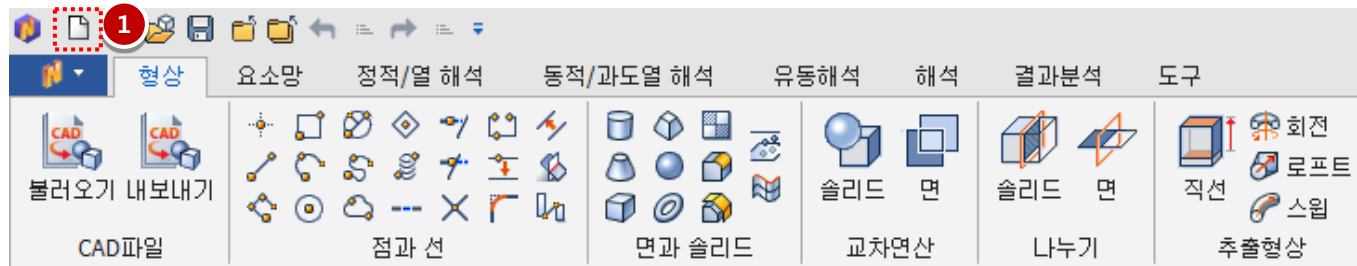 1
형상 요소망 정적/열 해석 동적/과도열 해석 유동해석 해석 결과분석 도구
CAD CAD 회전
로프트
불러오기 내보내기 솔리드 면 솔리드 면 직선 스윕
CAD파일 점과 선 면과 솔리드 교차연산 나누기 추출형상